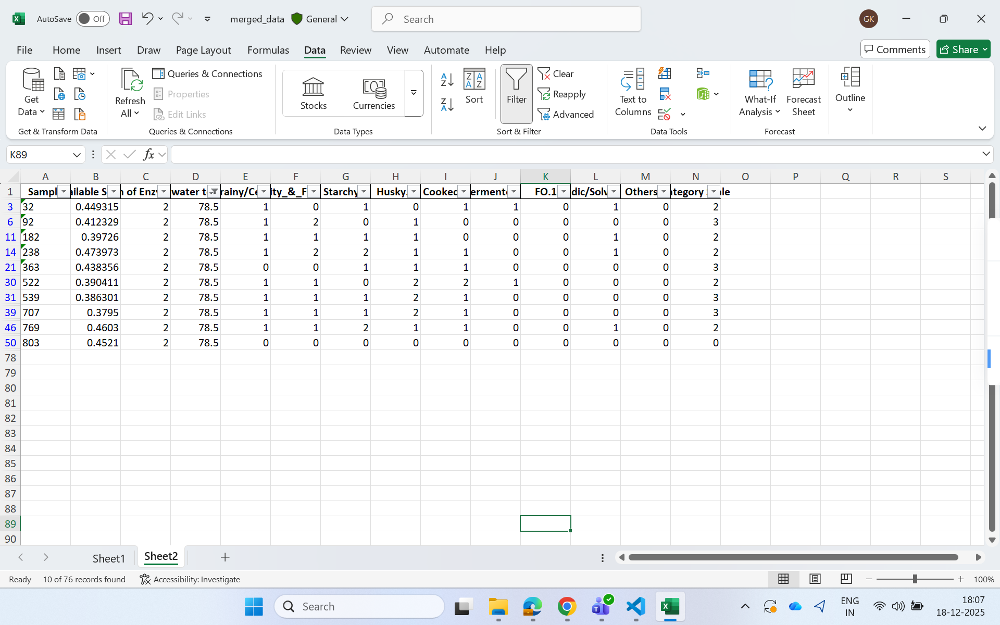 AutoSave Off merged_data General Search GK
File Home Insert Draw Page Layout Formulas Data Review View Automate Help Comments Share
Get Data Refresh All Queries & Connections Properties Edit Links Stocks Currencies Sort Filter Clear Reapply Advanced Text to Columns What-If Analysis Forecast Sheet Outline
Get & Transform Data Queries & Connections Data Types Sort & Filter Data Tools Forecast
K89 fx
A B C D E F G H I J K L M N O P Q R S
1 Sampl ailable S n of Enzy water t rainy/Ce ity_&_F Starchy Husky. Cooked ermente FO.1 dic/Solv Others ategory S le
3 32 0.449315 2 78.5 1 0 1 0 1 1 0 1 0 2
6 92 0.412329 2 78.5 1 2 0 1 0 0 0 0 0 3
11 182 0.39726 2 78.5 1 1 1 1 0 0 0 1 0 2
14 238 0.473973 2 78.5 1 2 2 1 1 0 0 1 0 2
21 363 0.438356 2 78.5 0 0 1 1 1 0 0 0 0 3
30 522 0.390411 2 78.5 1 1 0 2 2 1 0 0 0 2
31 539 0.386301 2 78.5 1 1 1 2 1 0 0 0 0 3
39 707 0.3795 2 78.5 1 1 1 2 1 0 0 0 0 3
46 769 0.4603 2 78.5 1 1 2 1 1 0 0 1 0 2
50 803 0.4521 2 78.5 0 0 0 0 0 0 0 0 0 0
78
79
80
81
82
83
84
85
86
87
88
89
90
Sheet1 Sheet2
Ready 10 of 76 records found Accessibility: Investigate 100%
Search ENG IN 18:07 18-12-2025